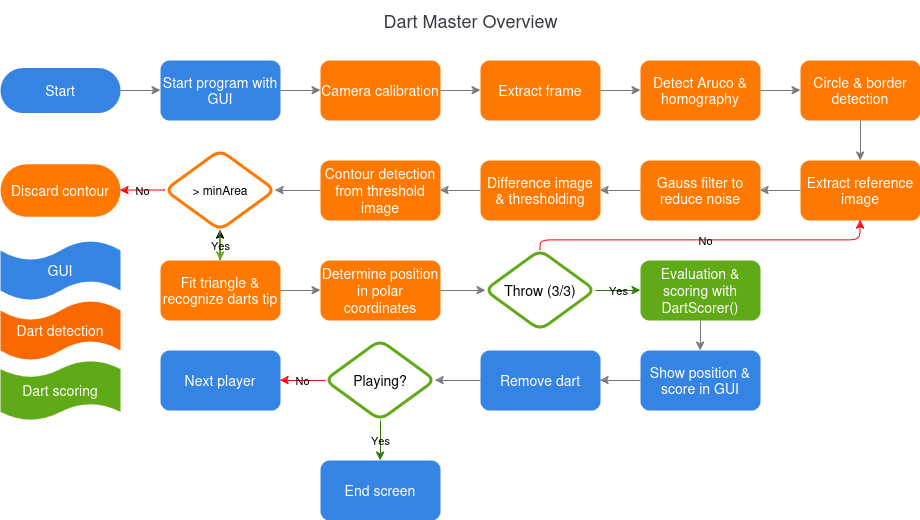 Dart Master Overview
Start
Start program with
GUI
Camera calibration
Extract frame
Detect Aruco &
homography
Circle & border
detection
Discard contour
No
> minArea
Contour detection
from threshold
image
Difference image
& thresholding
Gauss filter to
reduce noise
Extract reference
image
Yes
No
GUI
Fit triangle &
recognize darts tip
Determine position
in polar
coordinates
Throw (3/3)
Yes
Evaluation &
scoring with
DartScorer()
Dart detection
Dart scoring
Next player
No
Playing?
Remove dart
Show position &
score in GUI
Yes
End screen